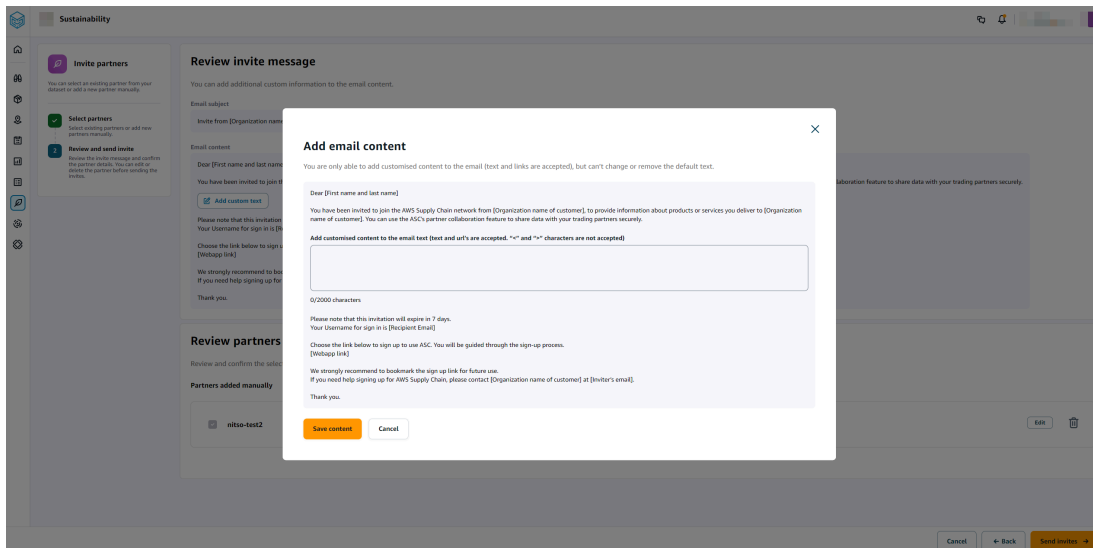 Sustainability
Invite partners
You can select an existing partner from your
dataset or add a new partner manually.
Select partners
Select existing partners or add new
partners manually.
2
Review and send invite
Review the invite message and confirm
the partner details. You can edit or
delete the partner before sending the
invites.
Review invite message
You can add additional custom information to the email content.
Email subject
Invite from [Organization name
Email content
Dear [First name and last name
You have been invited to join th
laboration feature to share data with your trading partners securely.
Add custom text
Please note that this invitation
Your Username for sign in is [R
Choose the link below to sign u
[Webapp link]
We strongly recommend to boo
If you need help signing up for
Thank you.
Review partners
Review and confirm the selec
Partners added manually
nitso-test2
Edit
Cancel
Back
Send invites
Add email content
You are only able to add customised content to the email (text and links are accepted), but can't change or remove the default text.
Dear [First name and last name]
You have been invited to join the AWS Supply Chain network from [Organization name of customer], to provide information about products or services you deliver to [Organization
name of customer]. You can use the ASC's partner collaboration feature to share data with your trading partners securely.
Add customised content to the email text (text and url's are accepted. "<" and ">" characters are not accepted)
0/2000 characters
Please note that this invitation will expire in 7 days.
Your Username for sign in is [Recipient Email]
Choose the link below to sign up to use ASC. You will be guided through the sign-up process.
[Webapp link]
We strongly recommend to bookmark the sign up link for future use.
If you need help signing up for AWS Supply Chain, please contact [Organization name of customer] at [Inviter's email].
Thank you.
Save content
Cancel